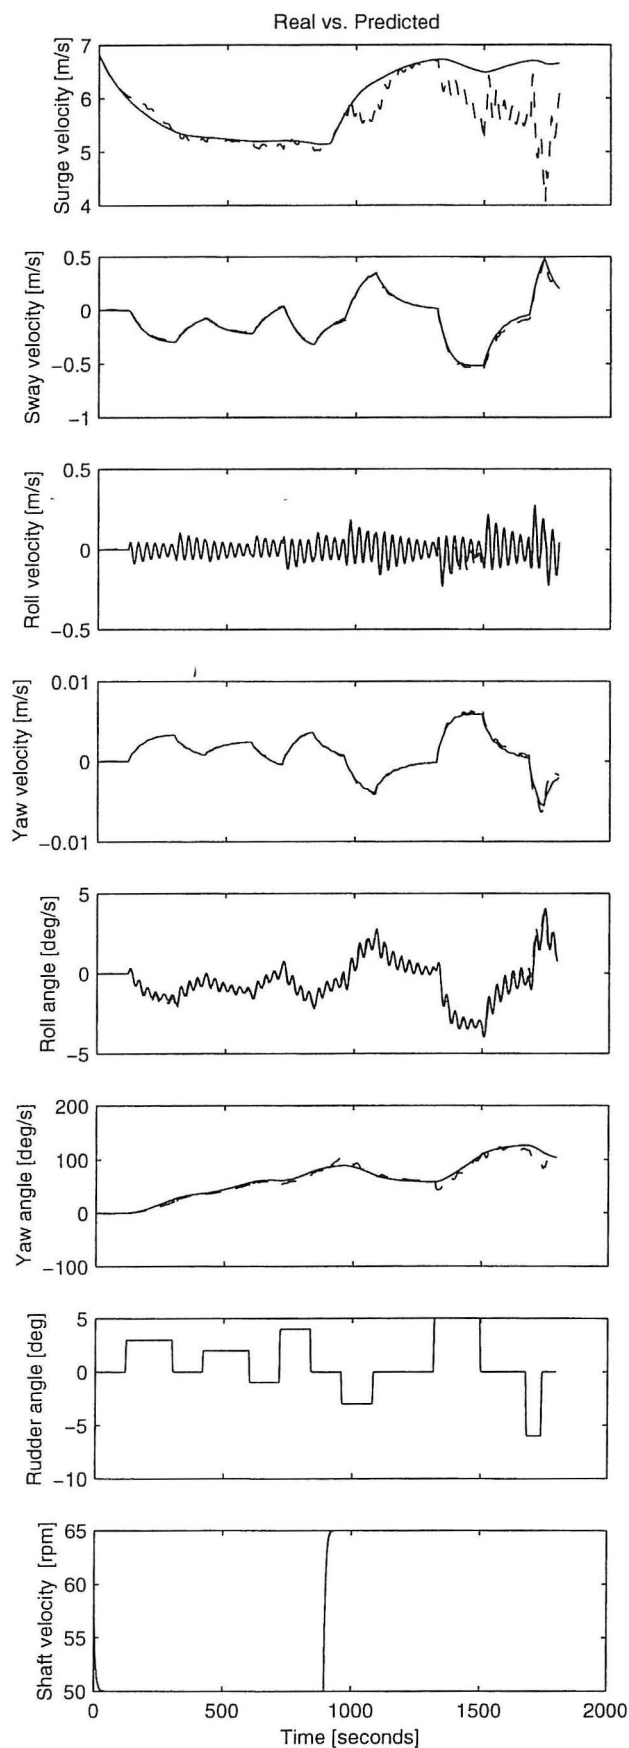 Real vs. Predicted
7
6
5
4
Surge velocity [m/s]
0.5
0
−0.5
−1
Sway velocity [m/s]
0.5
0
−0.5
Roll velocity [m/s]
0.01
0
−0.01
Yaw velocity [m/s]
5
0
−5
Roll angle [deg/s]
200
100
0
−100
Yaw angle [deg/s]
5
0
−5
−10
Rudder angle [deg]
65
60
55
50
Shaft velocity [rpm]
0 500 1000 1500 2000
Time [seconds]